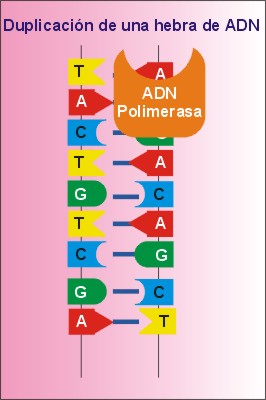 Duplicación de una hebra de ADN
T A
A ADN
Polimerasa
C
T A
G C
T A
C G
G C
A T